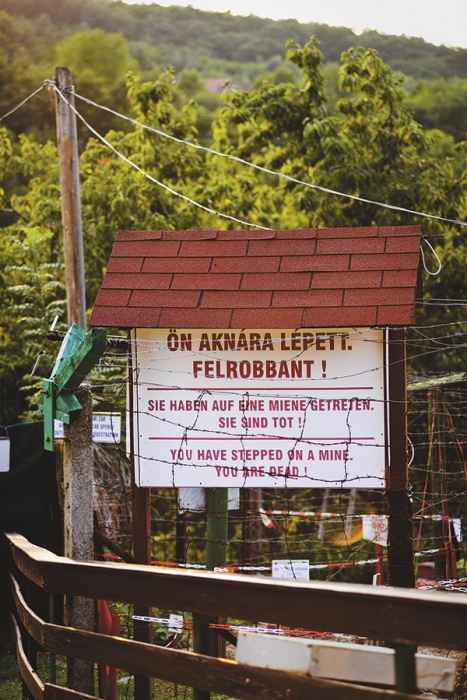 ÖN AKNÁRA LÉPETT.
FELROBBANT !
SIE HABEN AUF EINE MIENE GETRETEN.
SIE SIND TOT !
YOU HAVE STEPPED ON A MINE.
YOU ARE DEAD !